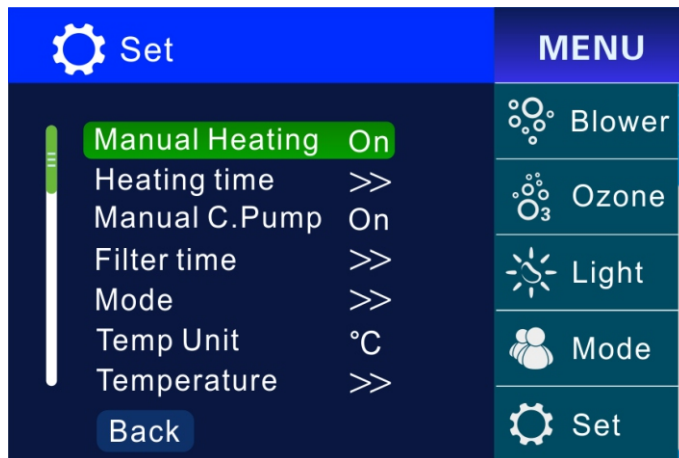 Set
Manual Heating On
Heating time >>
Manual C.Pump On
Filter time >>
Mode >>
Temp Unit °C
Temperature >>
Back
MENU
Blower
O₃ Ozone
Light
Mode
Set